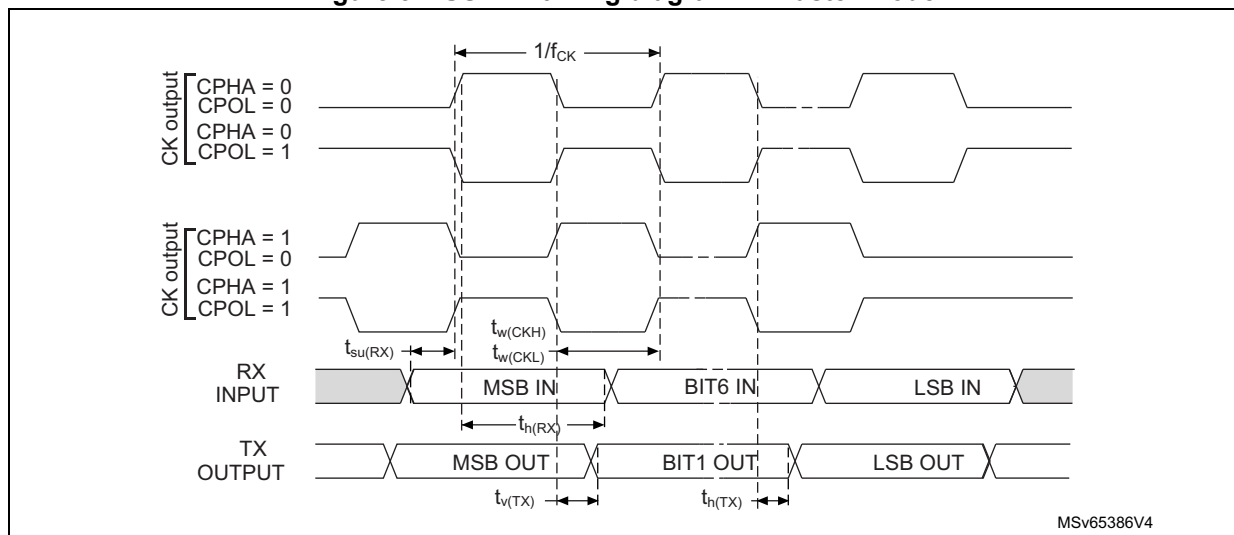 1/fCK
CK output
CPHA = 0
CPOL = 0
CPHA = 0
CPOL = 1
CK output
CPHA = 1
CPOL = 0
CPHA = 1
CPOL = 1
tw(CKH)
tsu(RX)
tw(CKL)
RX
INPUT
MSB IN
BIT6 IN
LSB IN
th(RX)
TX
OUTPUT
MSB OUT
BIT1 OUT
LSB OUT
tv(TX)
th(TX)
MSv65386V4